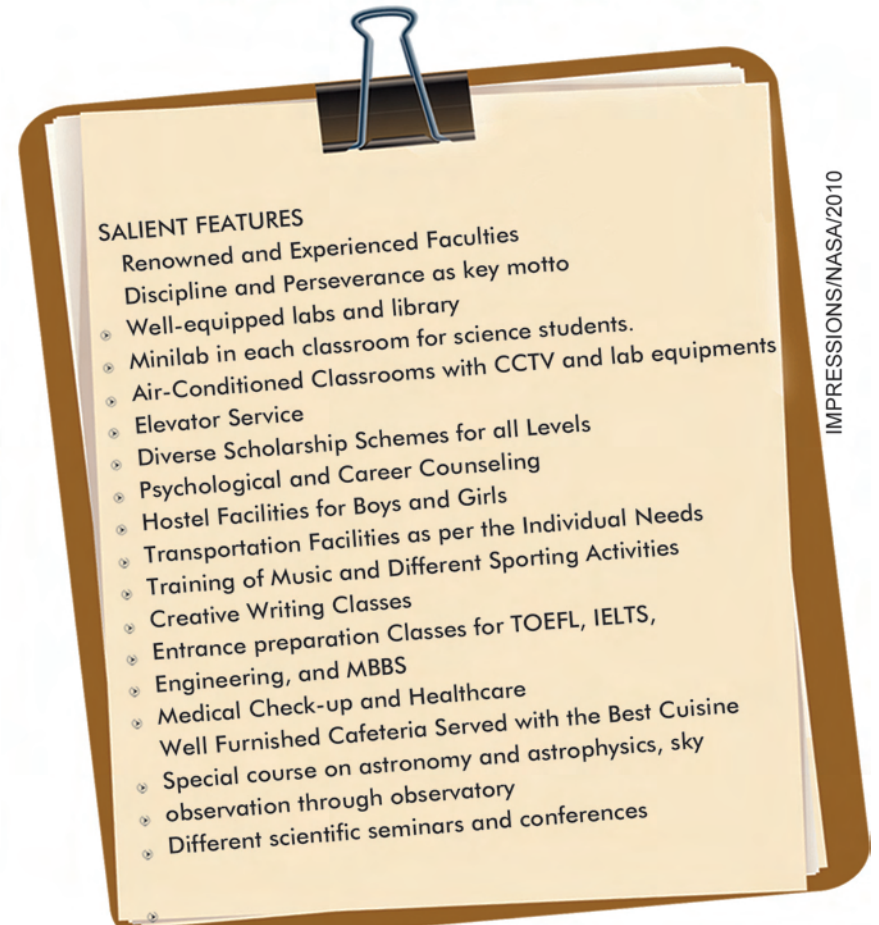 SALIENT FEATURES
Renowned and Experienced Faculties
Discipline and Perseverance as key motto
Well-equipped labs and library
Minilab in each classroom for science students.
Air-Conditioned Classrooms with CCTV and lab equipments
Elevator Service
Diverse Scholarship Schemes for all Levels
Psychological and Career Counseling
Hostel Facilities for Boys and Girls
Transportation Facilities as per the Individual Needs
Training of Music and Different Sporting Activities
Creative Writing Classes
Entrance preparation Classes for TOEFL, IELTS,
Engineering, and MBBS
Medical Check-up and Healthcare
Well Furnished Cafeteria Served with the Best Cuisine
Special course on astronomy and astrophysics, sky
observation through observatory
Different scientific seminars and conferences
IMPRESSIONS/NASA/2010